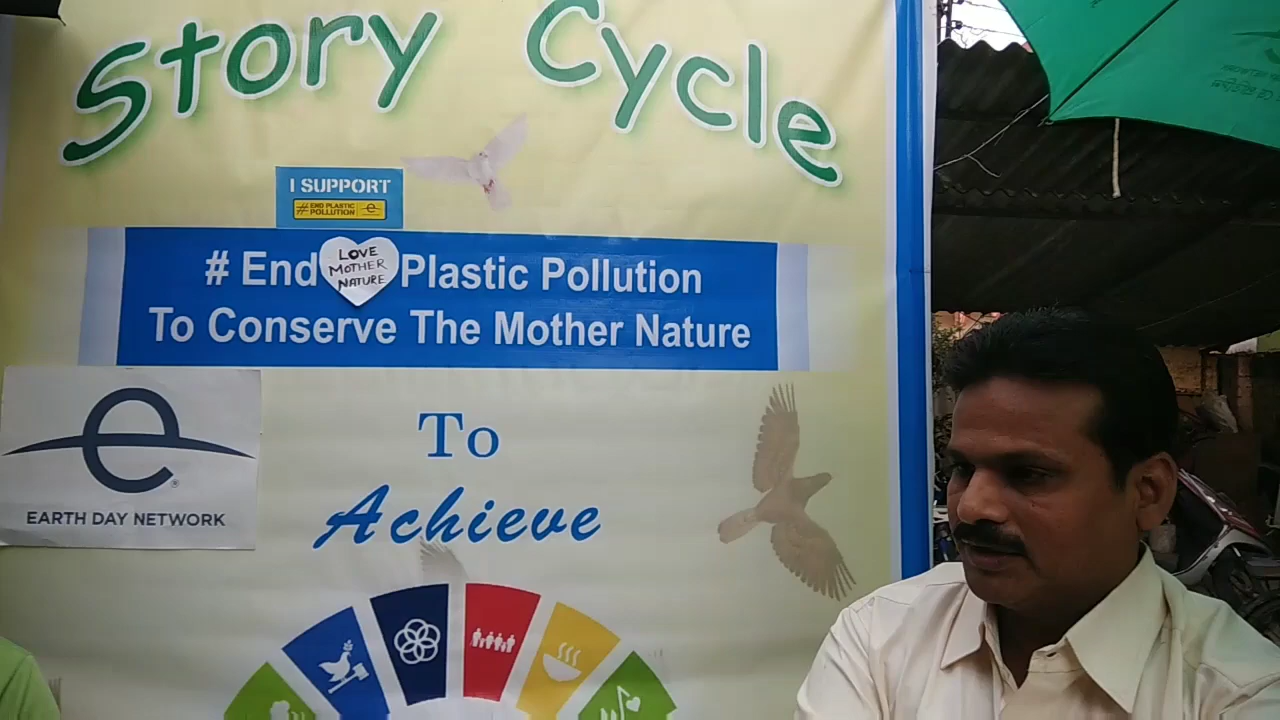 Story Cycle
I SUPPORT
# END PLASTIC
POLLUTION
LOVE
MOTHER
NATURE
# End Plastic Pollution
To Conserve The Mother Nature
e
EARTH DAY NETWORK
To
Achieve